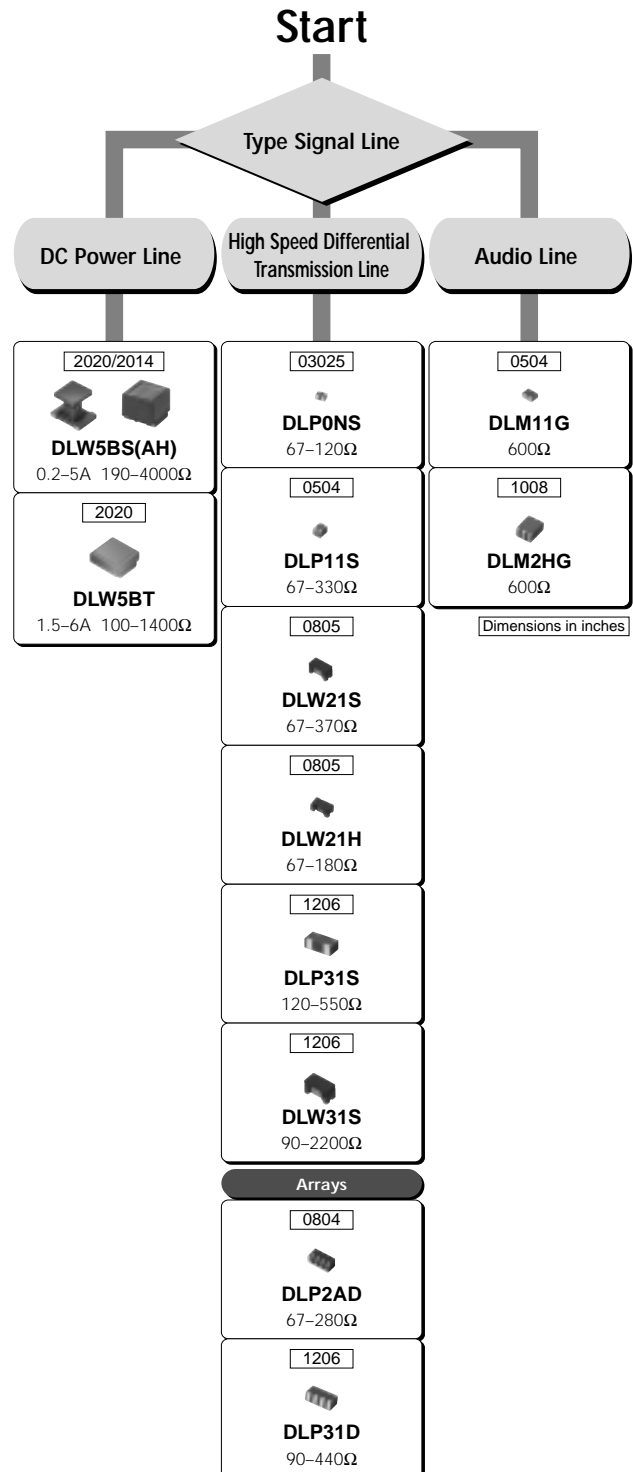 Start
Type Signal Line
DC Power Line
High Speed Differential
Transmission Line
Audio Line
2020/2014
DLW5BS(AH)
0.2–5A 190–4000Ω
2020
DLW5BT
1.5–6A 100–1400Ω
03025
DLP0NS
67–120Ω
0504
DLP11S
67–330Ω
0805
DLW21S
67–370Ω
0805
DLW21H
67–180Ω
1206
DLP31S
120–550Ω
1206
DLW31S
90–2200Ω
Arrays
0804
DLP2AD
67–280Ω
1206
DLP31D
90–440Ω
0504
DLM11G
600Ω
1008
DLM2HG
600Ω
Dimensions in inches